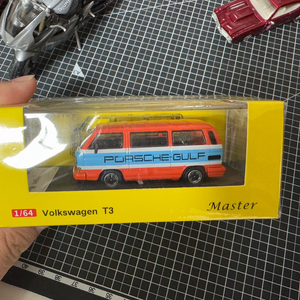 PORSCHE-GULF
1/64 Volkswagen T3
Master